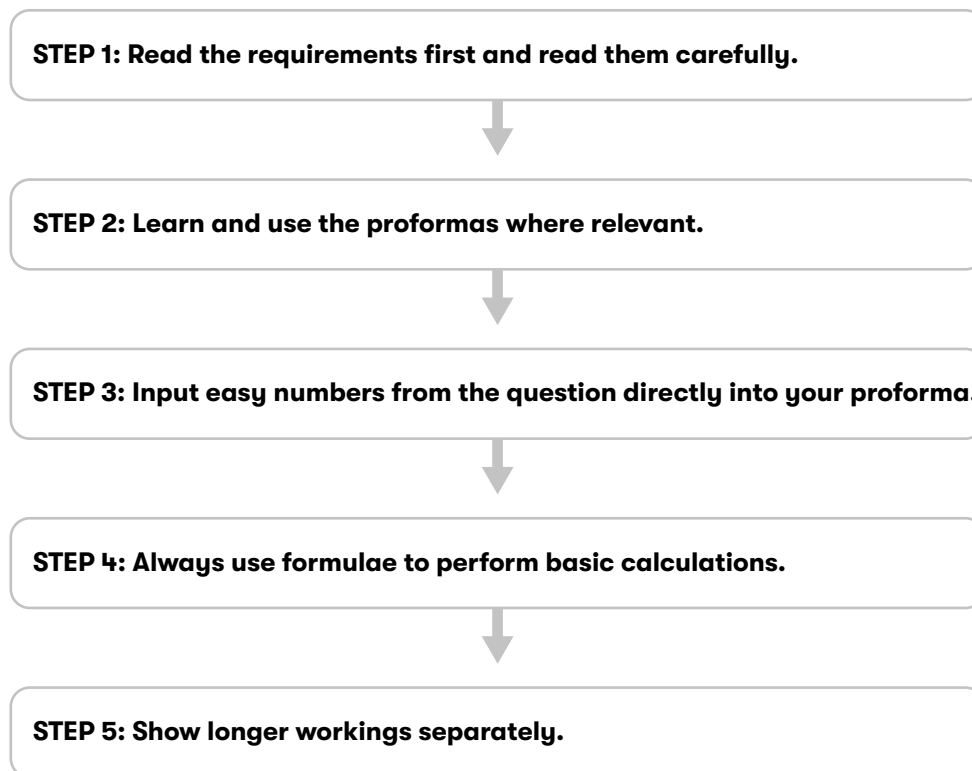 STEP 1: Read the requirements first and read them carefully.
STEP 2: Learn and use the proformas where relevant.
STEP 3: Input easy numbers from the question directly into your proforma.
STEP 4: Always use formulae to perform basic calculations.
STEP 5: Show longer workings separately.